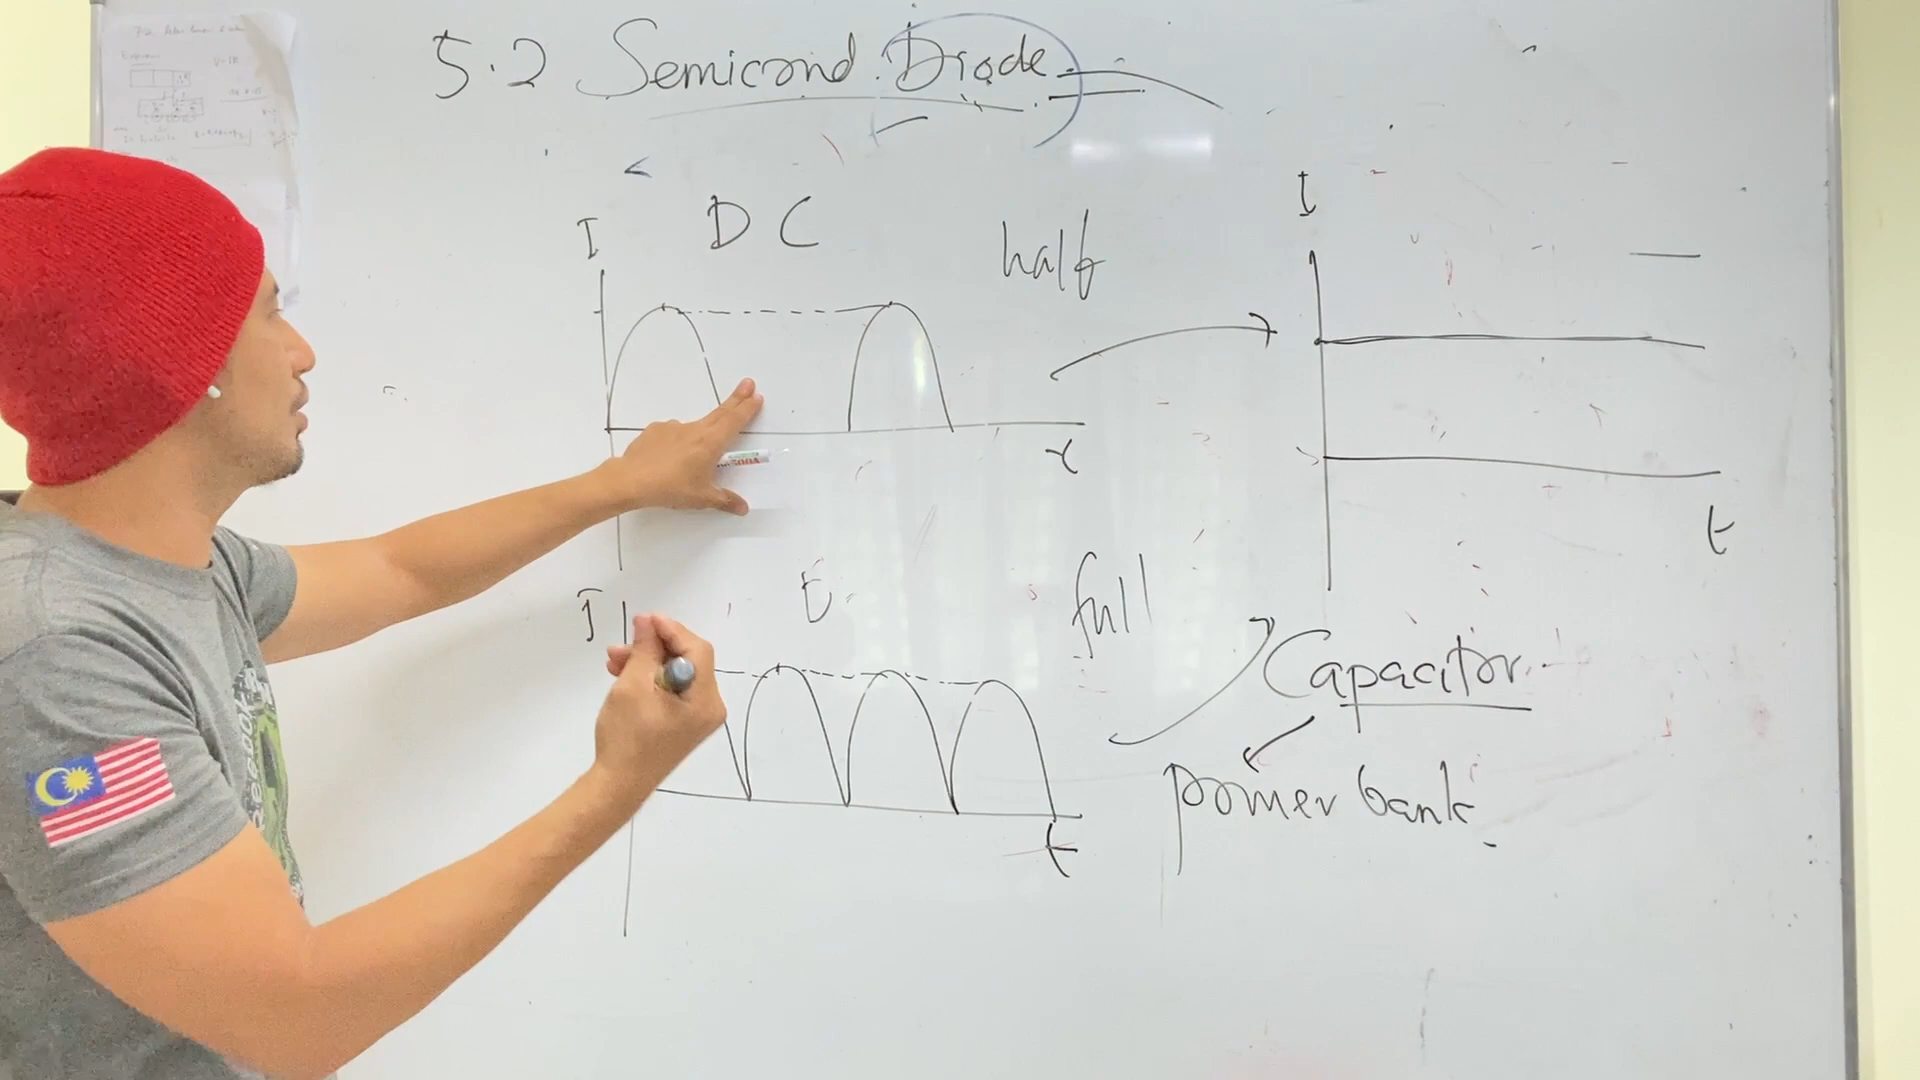 5.2 Semicond. Diode
DC
I
half
I
t
t
I
t
full
Capacitor
power bank
t